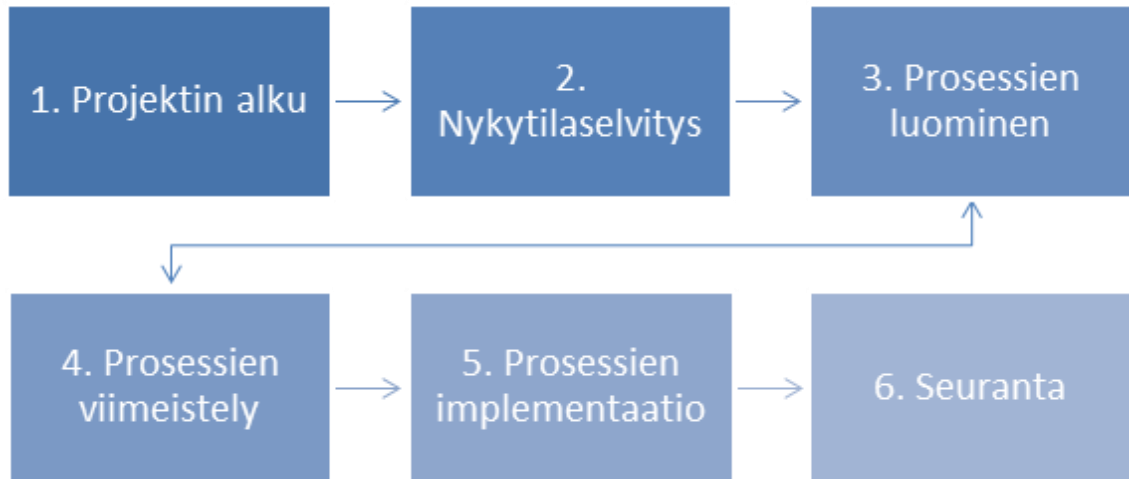 1. Projektin alku
2.
Nykytilaselvitys
3. Prosessien
luominen
4. Prosessien
viimeistely
5. Prosessien
implementaatio
6. Seuranta